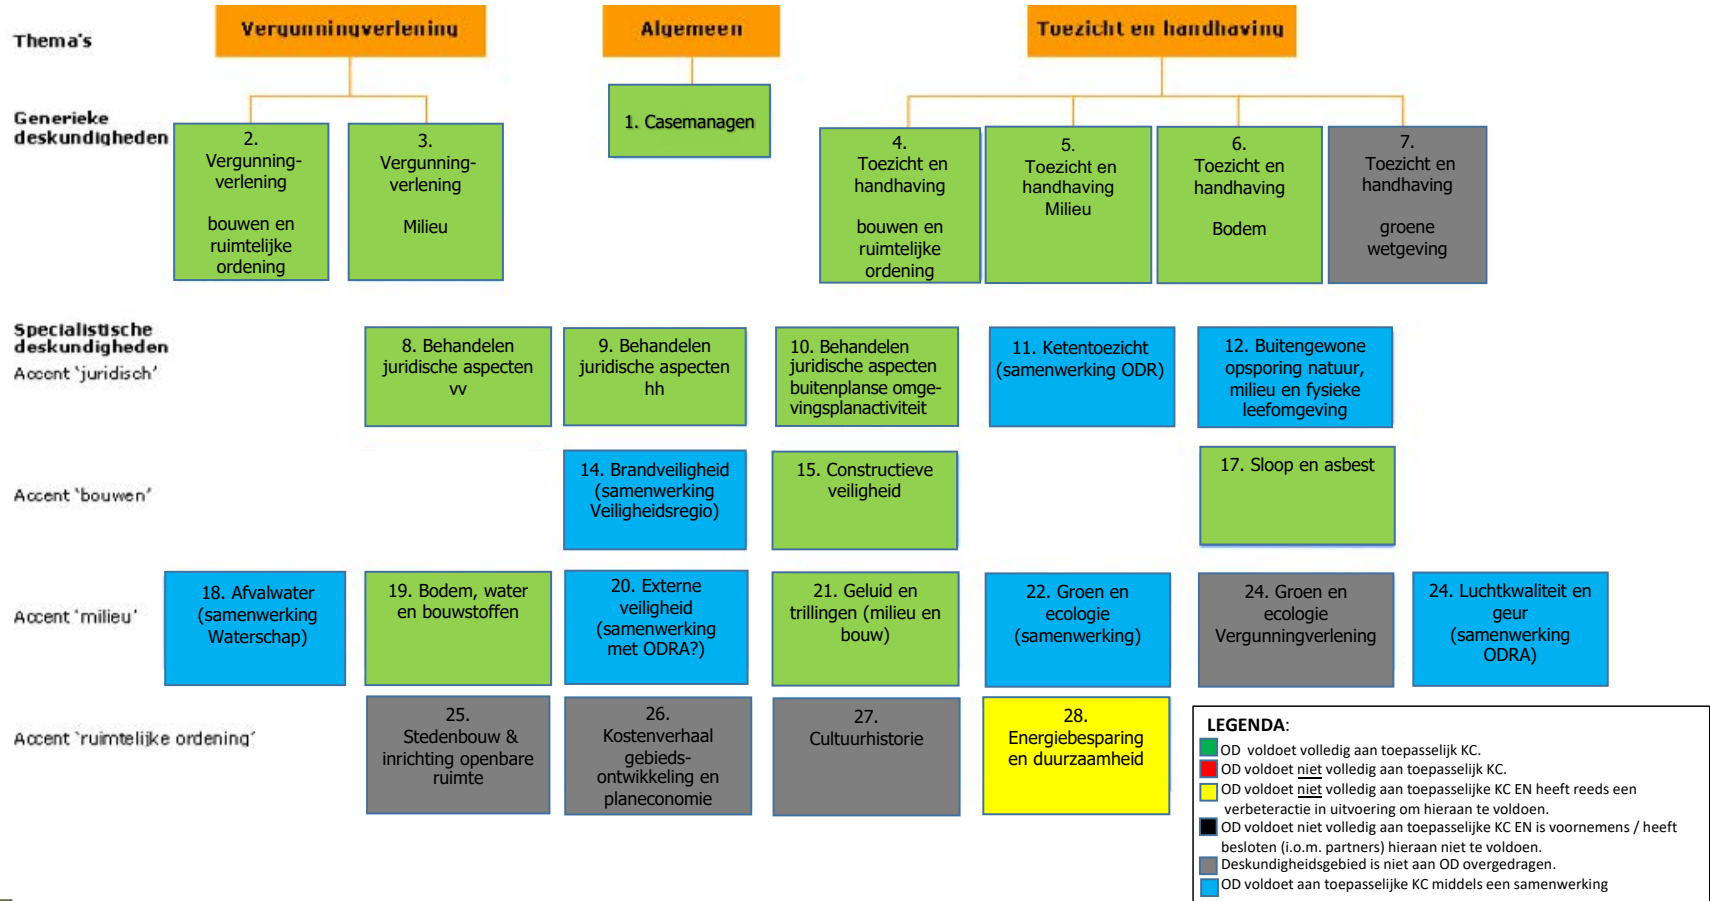 Thema's
Vergunningverlening
Algemeen
Toezicht en handhaving
Generieke
deskundigheden
1. Casemanagen
2.
Vergunning-
verlening
bouwen en
ruimtelijke
ordening
3.
Vergunning-
verlening
Milieu
4.
Toezicht en
handhaving
bouwen en
ruimtelijke
ordening
5.
Toezicht en
handhaving
Milieu
6.
Toezicht en
handhaving
Bodem
7.
Toezicht en
handhaving
groene
wetgeving
Specialistische
deskundigheden
Accent 'juridisch'
8. Behandelen
juridische aspecten
vv
9. Behandelen
juridische aspecten
hh
10. Behandelen
juridische aspecten
buitenplanse omge-
vingsplanactiviteit
11. Ketentoezicht
(samenwerking ODR)
12. Buitengewone
opsporing natuur,
milieu en fysieke
leefomgeving
Accent 'bouwen'
14. Brandveiligheid
(samenwerking
Veiligheidsregio)
15. Constructieve
veiligheid
17. Sloop en asbest
Accent 'milieu'
18. Afvalwater
(samenwerking
Waterschap)
19. Bodem, water
en bouwstoffen
20. Externe
veiligheid
(samenwerking
met ODRA?)
21. Geluid en
trillingen (milieu en
bouw)
22. Groen en
ecologie
(samenwerking)
24. Groen en
ecologie
Vergunningverlening
24. Luchtkwaliteit en
geur
(samenwerking
ODRA)
Accent 'ruimtelijke ordening'
25.
Stedenbouw &
inrichting openbare
ruimte
26.
Kostenverhaal
gebieds-
ontwikkeling en
planeconomie
27.
Cultuurhistorie
28.
Energiebesparing
en duurzaamheid
LEGENDA:
OD voldoet volledig aan toepasselijk KC.
OD voldoet niet volledig aan toepasselijk KC.
OD voldoet niet volledig aan toepasselijke KC EN heeft reeds een
verbeteractie in uitvoering om hieraan te voldoen.
OD voldoet niet volledig aan toepasselijke KC EN is voornemens / heeft
besloten (i.o.m. partners) hieraan niet te voldoen.
Deskundigheidsgebied is niet aan OD overgedragen.
OD voldoet aan toepasselijke KC middels een samenwerking